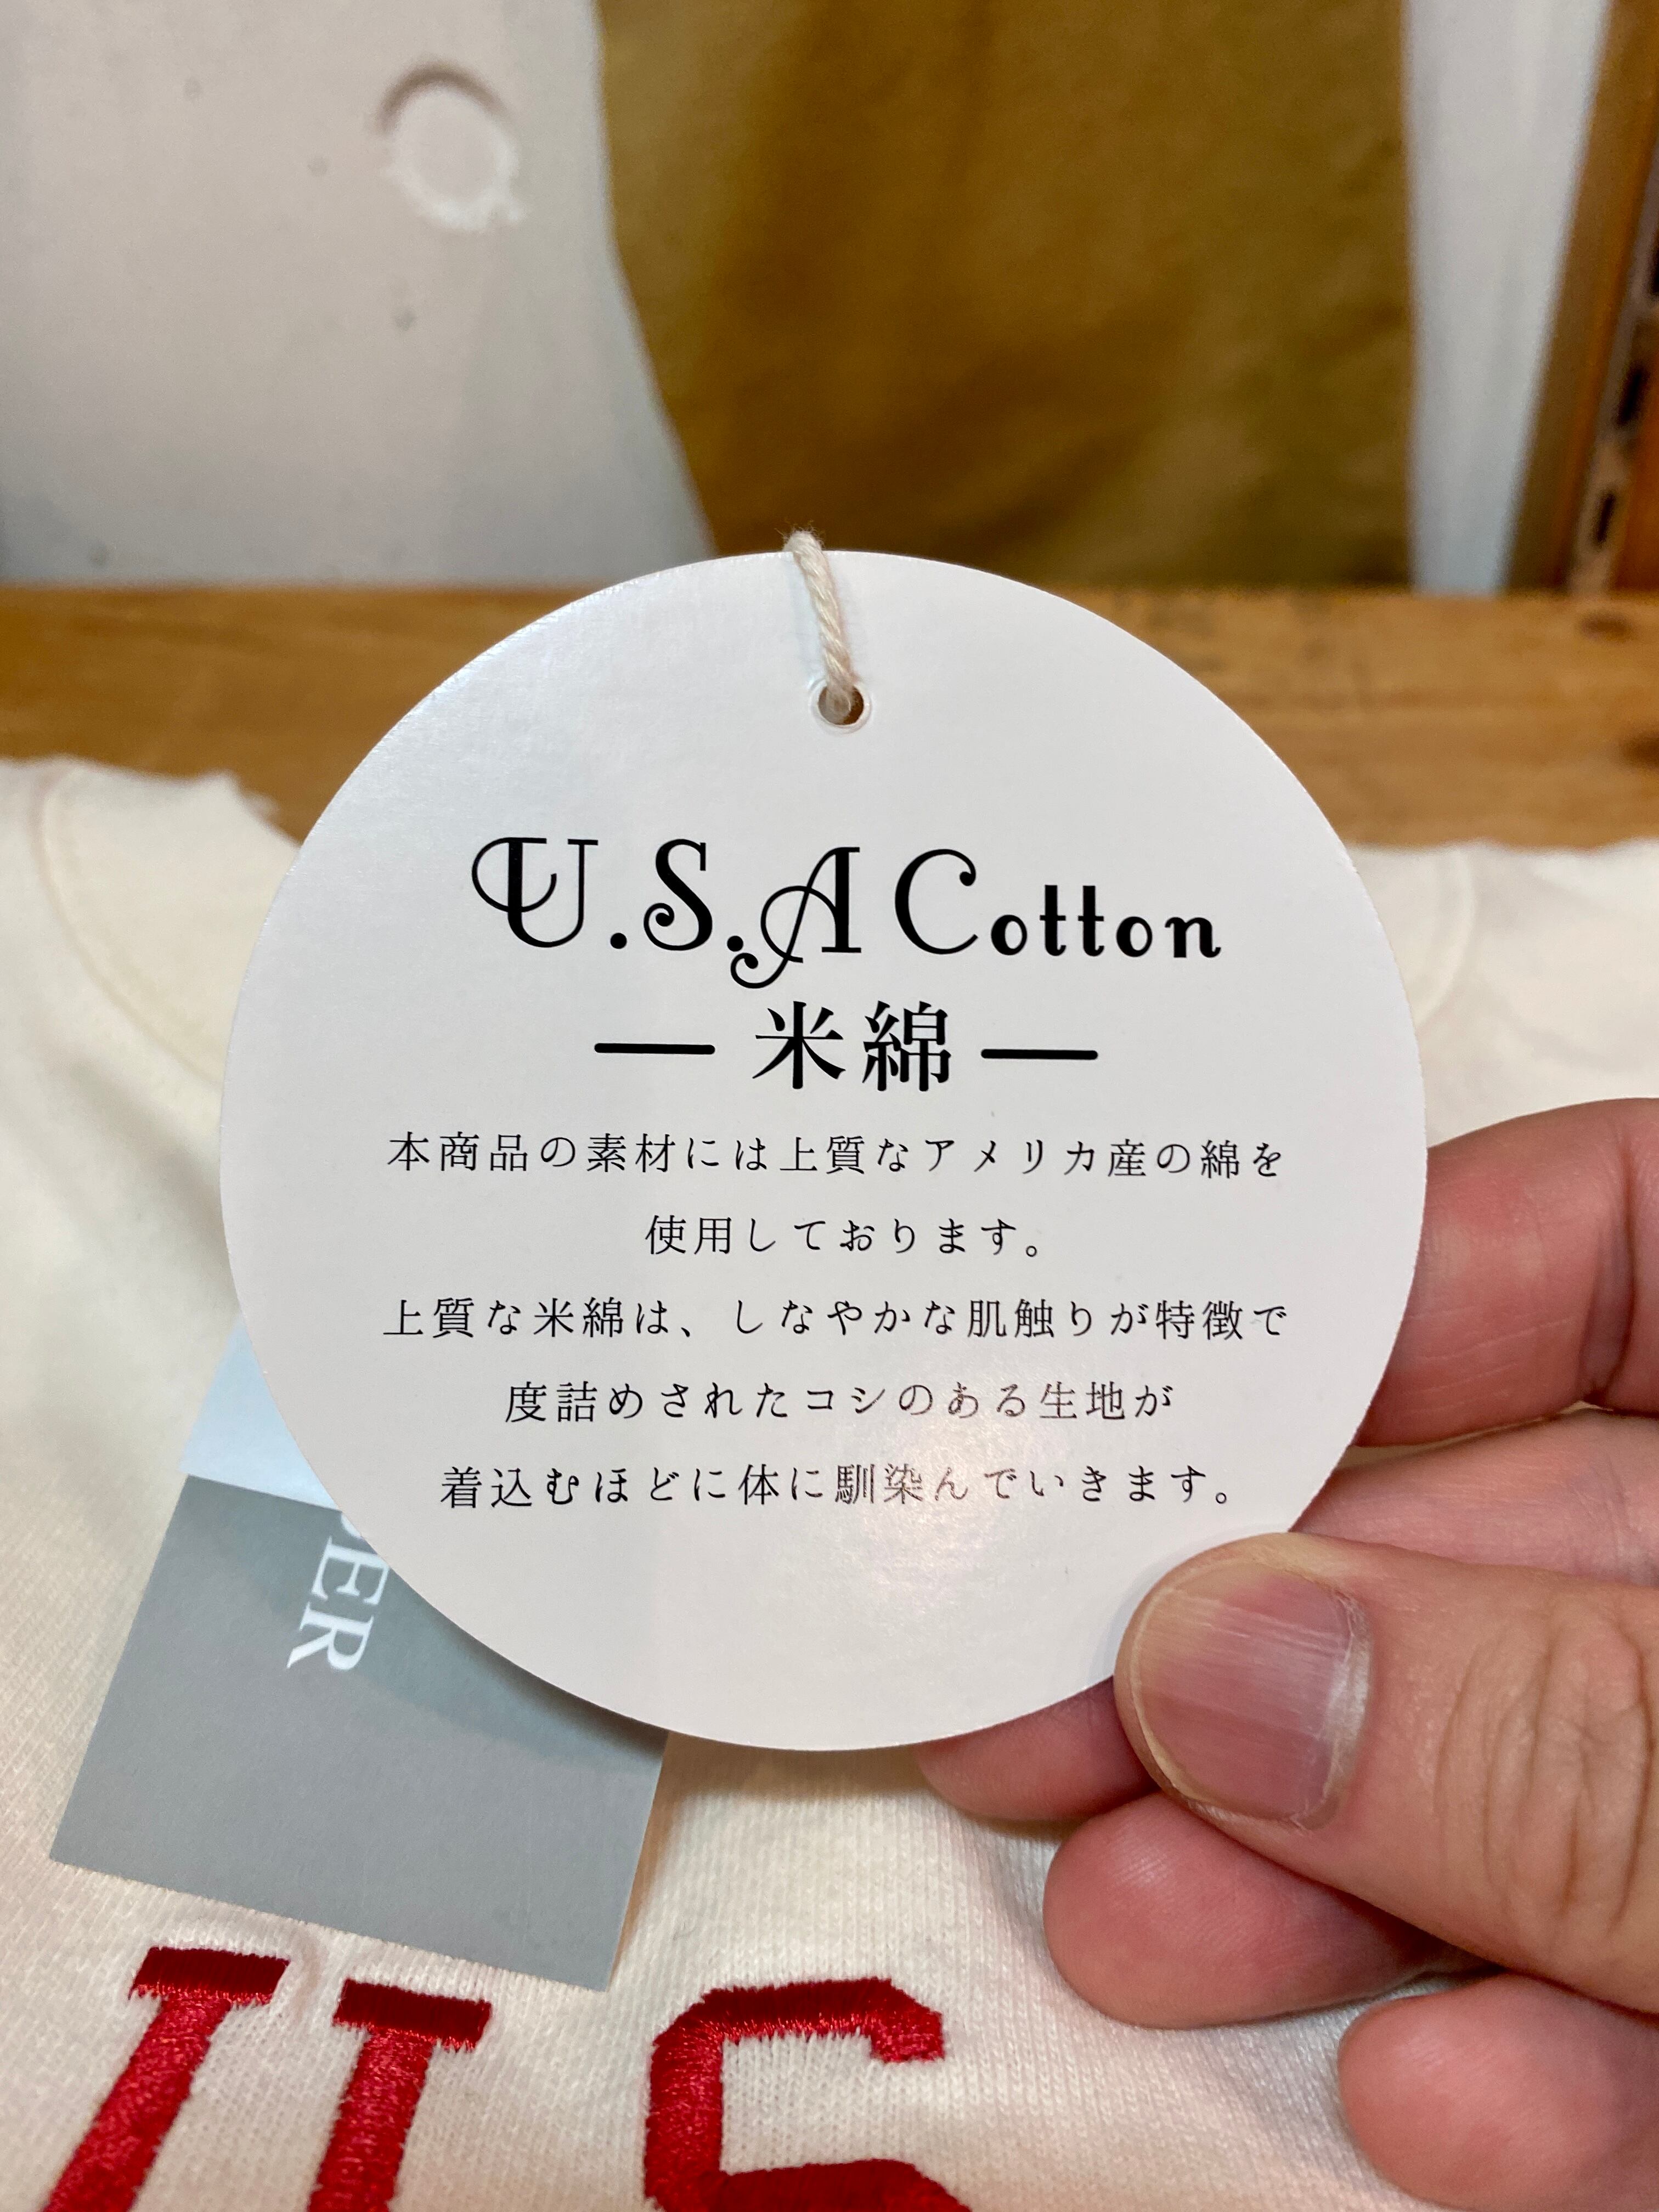 U.S.A Cotton
— 米綿 —
本商品の素材には上質なアメリカ産の綿を
使用しております。
上質な米綿は、しなやかな肌触りが特徴で
度詰めされたコシのある生地が
着込むほどに体に馴染んでいきます。